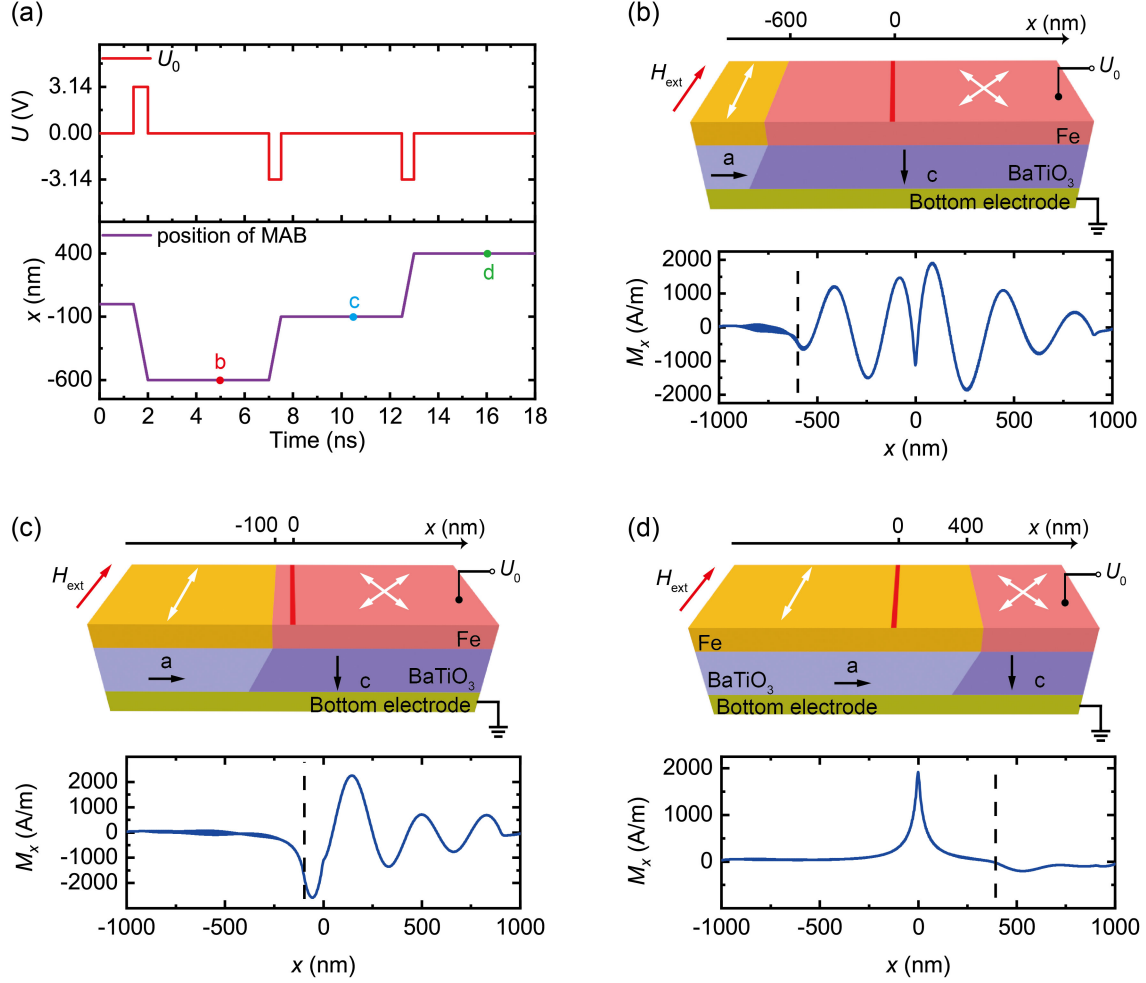 (a)
U₀
U (V)
3.14
0.00
-3.14
position of MAB
x (nm)
400
-100
-600
b
c
d
0 2 4 6 8 10 12 14 16 18
Time (ns)
(b)
-600 0 x (nm)
H_ext
U₀
Fe
a
c
BaTiO₃
Bottom electrode
Mₓ (A/m)
2000
1000
0
-1000
-2000
-1000 -500 0 500 1000
x (nm)
(c)
-100 0 x (nm)
H_ext
U₀
Fe
a
c
BaTiO₃
Bottom electrode
Mₓ (A/m)
2000
1000
0
-1000
-2000
-1000 -500 0 500 1000
x (nm)
(d)
0 400 x (nm)
H_ext
U₀
Fe
a
BaTiO₃
c
Bottom electrode
Mₓ (A/m)
2000
1000
0
-1000 -500 0 500 1000
x (nm)